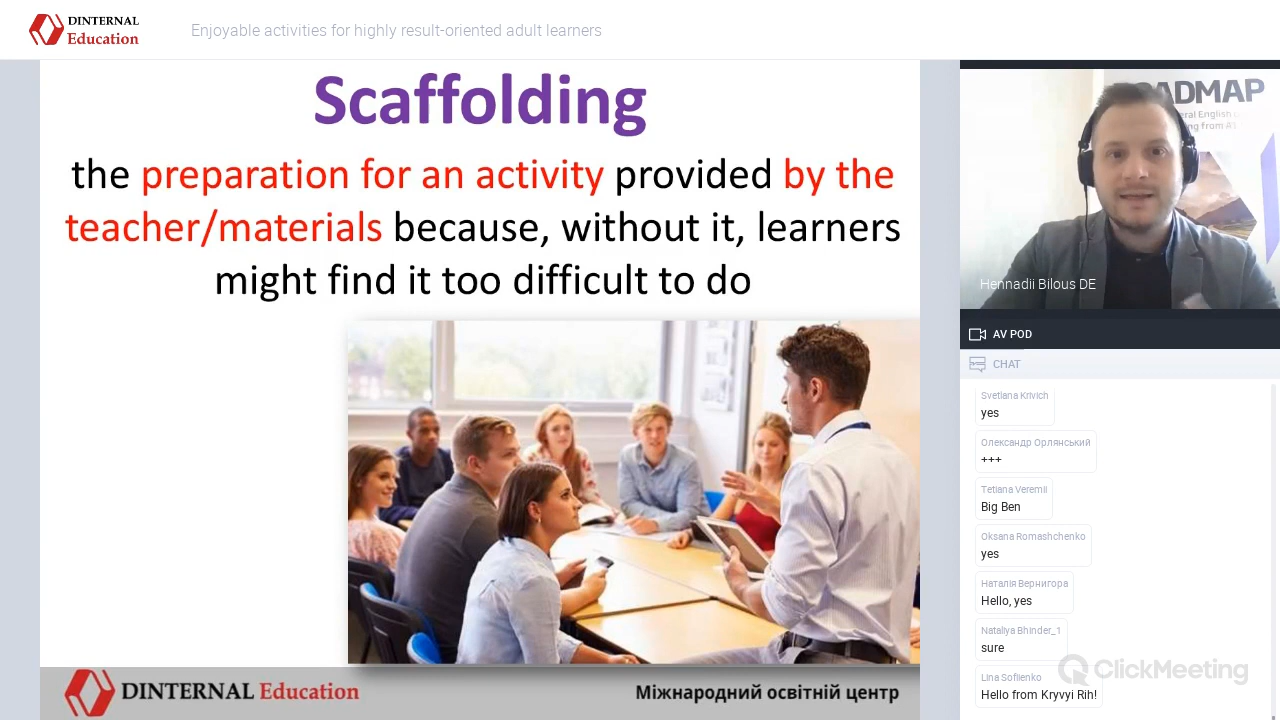 DINTERNAL
Education
Enjoyable activities for highly result-oriented adult learners
Scaffolding
the preparation for an activity provided by the
teacher/materials because, without it, learners
might find it too difficult to do
DINTERNAL Education
Міжнародний освітній центр
ROADMAP
Hennadii Bilous DE
AV POD
CHAT
Svetlana Krivich
yes
Олександр Орлянський
+++
Tetiana Veremii
Big Ben
Oksana Romashchenko
yes
Наталія Вернигора
Hello, yes
Nataliya Bhinder_1
sure
Lina Sofiienko
Hello from Kryvyi Rih!
ClickMeeting